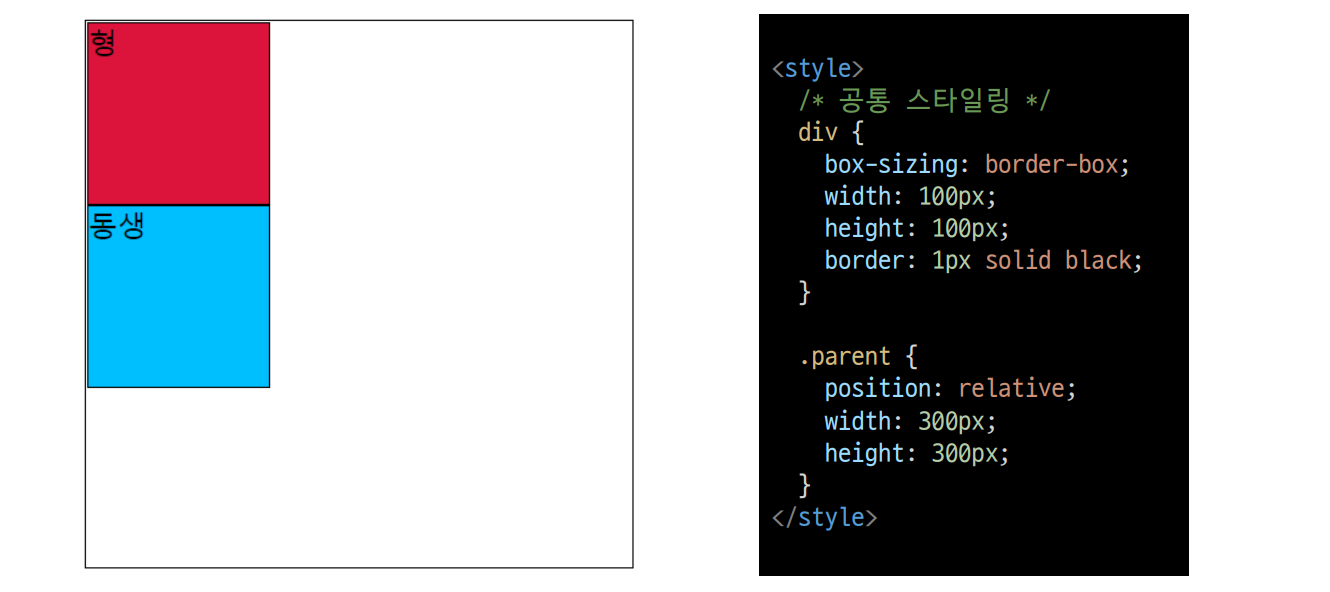 형
동생
<style>
/* 공통 스타일링 */
div {
box-sizing: border-box;
width: 100px;
height: 100px;
border: 1px solid black;
}
.parent {
position: relative;
width: 300px;
height: 300px;
}
</style>